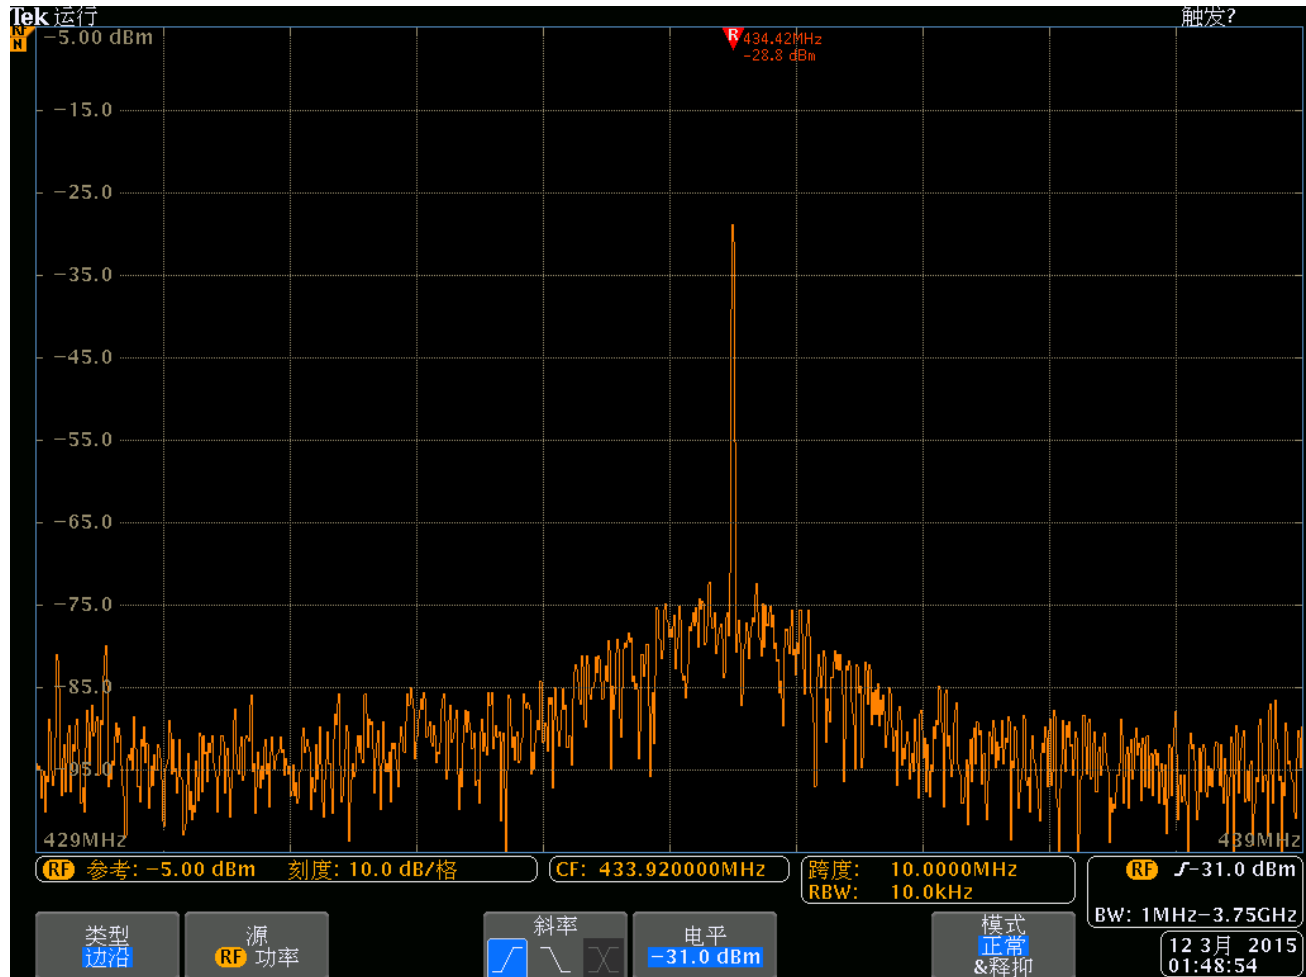 Tek 运行
触发?
RF
N
−5.00 dBm
R 434.42MHz
−28.8 dBm
−15.0
−25.0
−35.0
−45.0
−55.0
−65.0
−75.0
−85.0
−95.0
429MHz
439MHz
RF 参考: −5.00 dBm 刻度: 10.0 dB/格
CF: 433.920000MHz
跨度: 10.0000MHz
RBW: 10.0kHz
RF −31.0 dBm
BW: 1MHz−3.75GHz
类型
边沿
源
RF 功率
斜率
电平
−31.0 dBm
模式
正常
&释抑
12 3月 2015
01:48:54